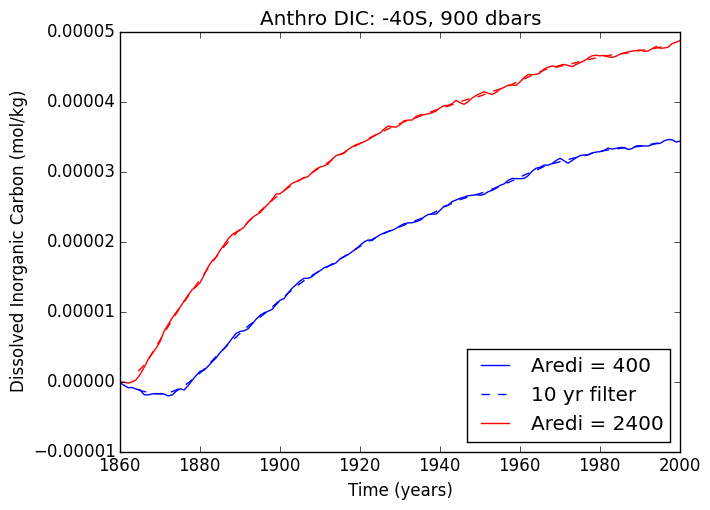 Anthro DIC: -40S, 900 dbars
Dissolved Inorganic Carbon (mol/kg)
0.00005
0.00004
0.00003
0.00002
0.00001
0.00000
−0.00001
Aredi = 400
10 yr filter
Aredi = 2400
1860 1880 1900 1920 1940 1960 1980 2000
Time (years)